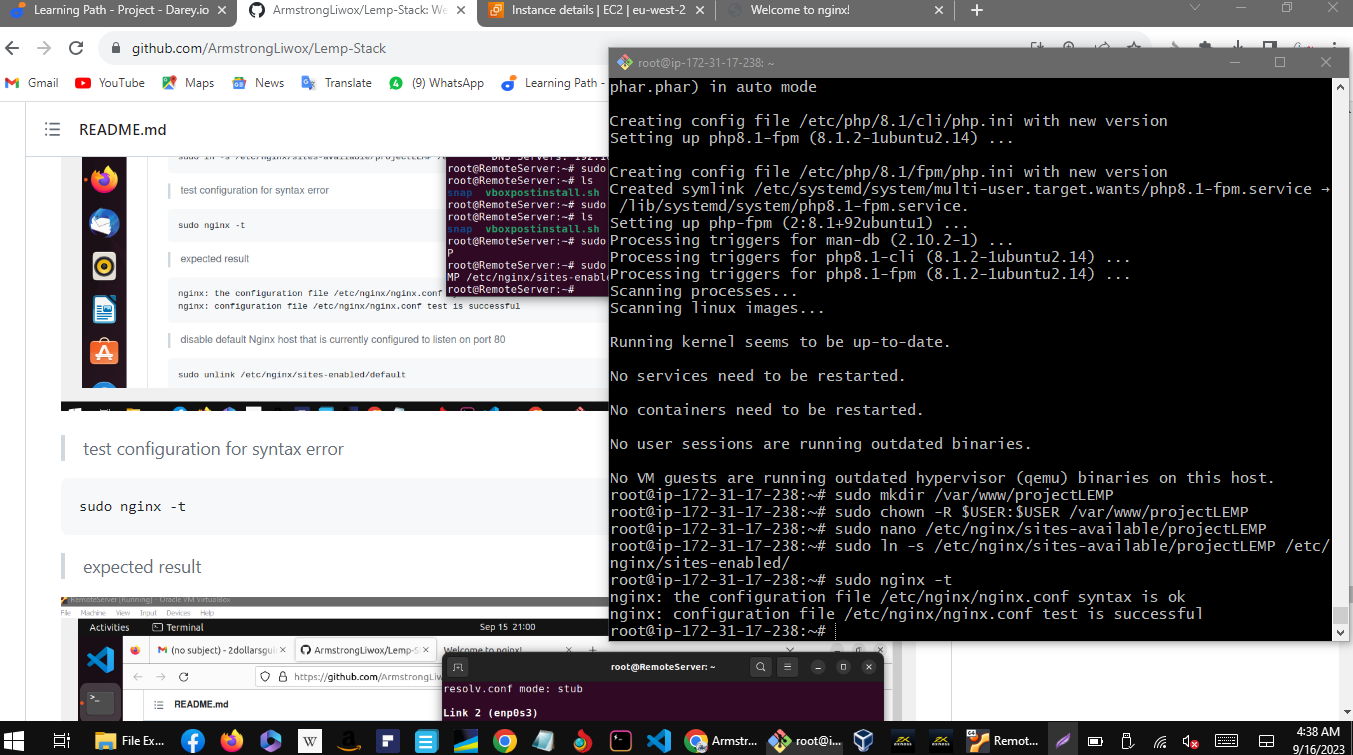 Learning Path - Project - Darey.io
ArmstrongLiwox/Lemp-Stack: We
Instance details | EC2 | eu-west-2
Welcome to nginx!
github.com/ArmstrongLiwox/Lemp-Stack
Gmail
YouTube
Maps
News
Translate
(9) WhatsApp
Learning Path -
README.md
test configuration for syntax error
sudo nginx -t
expected result
nginx: the configuration file /etc/nginx/nginx.conf
nginx: configuration file /etc/nginx/nginx.conf test is successful
disable default Nginx host that is currently configured to listen on port 80
sudo unlink /etc/nginx/sites-enabled/default
root@RemoteServer:~# sudo
root@RemoteServer:~# ls
snap vboxpostinstall.sh
root@RemoteServer:~# sudo
root@RemoteServer:~# ls
snap vboxpostinstall.sh
root@RemoteServer:~# sudo
P
root@RemoteServer:~# sudo
MP /etc/nginx/sites-enable
root@RemoteServer:~#
test configuration for syntax error
sudo nginx -t
expected result
RemoteServer [Running] - Oracle VM VirtualBox
File Machine View Input Devices Help
Activities
Terminal
Sep 15 21:00
(no subject) - 2dollarsgui
ArmstrongLiwox/Lemp-S
Welcome to nginx!
https://github.com/Armstrong
README.md
root@RemoteServer: ~
resolv.conf mode: stub
Link 2 (enp0s3)
root@ip-172-31-17-238: ~
phar.phar) in auto mode
Creating config file /etc/php/8.1/cli/php.ini with new version
Setting up php8.1-fpm (8.1.2-1ubuntu2.14) ...
Creating config file /etc/php/8.1/fpm/php.ini with new version
Created symlink /etc/systemd/system/multi-user.target.wants/php8.1-fpm.service →
/lib/systemd/system/php8.1-fpm.service.
Setting up php-fpm (2:8.1+92ubuntu1) ...
Processing triggers for man-db (2.10.2-1) ...
Processing triggers for php8.1-cli (8.1.2-1ubuntu2.14) ...
Processing triggers for php8.1-fpm (8.1.2-1ubuntu2.14) ...
Scanning processes...
Scanning linux images...
Running kernel seems to be up-to-date.
No services need to be restarted.
No containers need to be restarted.
No user sessions are running outdated binaries.
No VM guests are running outdated hypervisor (qemu) binaries on this host.
root@ip-172-31-17-238:~# sudo mkdir /var/www/projectLEMP
root@ip-172-31-17-238:~# sudo chown -R $USER:$USER /var/www/projectLEMP
root@ip-172-31-17-238:~# sudo nano /etc/nginx/sites-available/projectLEMP
root@ip-172-31-17-238:~# sudo ln -s /etc/nginx/sites-available/projectLEMP /etc/
nginx/sites-enabled/
root@ip-172-31-17-238:~# sudo nginx -t
nginx: the configuration file /etc/nginx/nginx.conf syntax is ok
nginx: configuration file /etc/nginx/nginx.conf test is successful
root@ip-172-31-17-238:~#
File Ex...
Armstr...
root@i...
Remot...
4:38 AM
9/16/2023